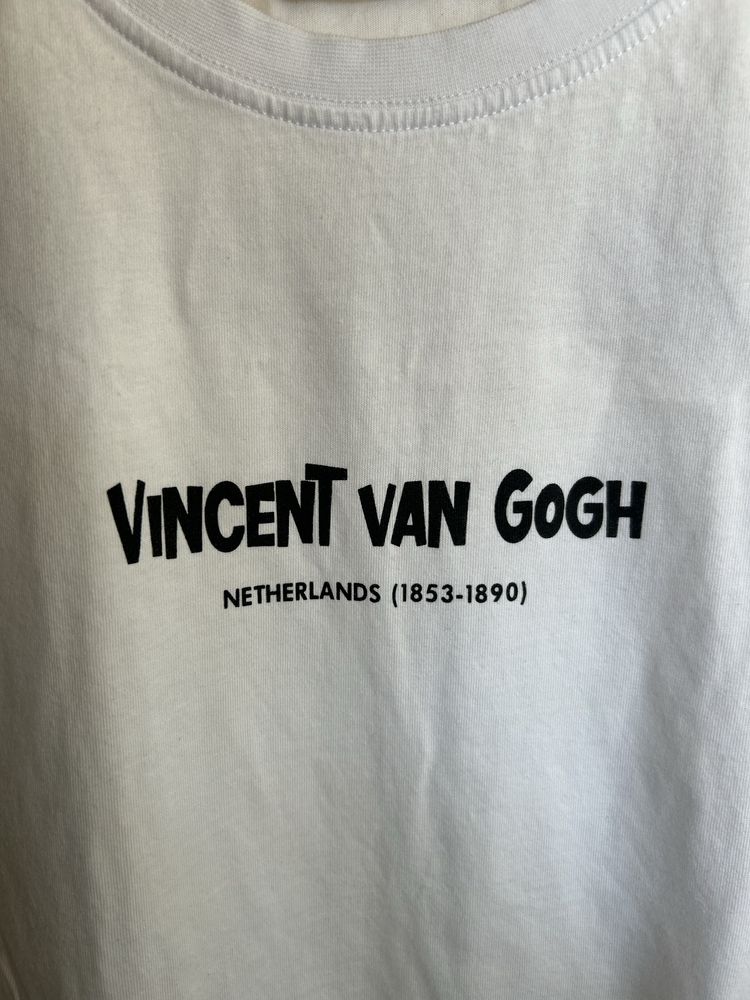 VINCENT VAN GOGH
NETHERLANDS (1853-1890)